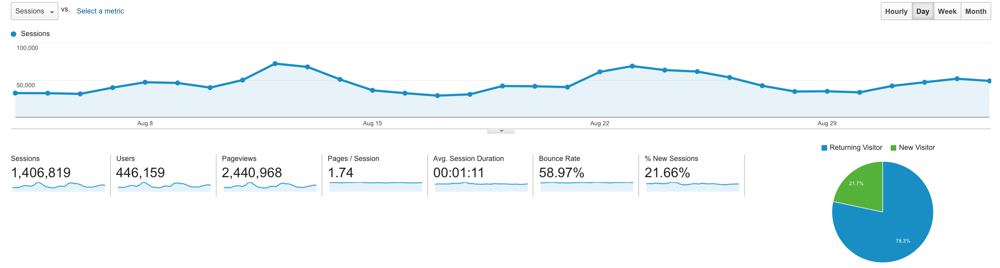 Sessions vs. Select a metric Hourly Day Week Month
Sessions
100,000
50,000
Aug 8 Aug 15 Aug 22 Aug 29
Returning Visitor New Visitor
Sessions Users Pageviews Pages / Session Avg. Session Duration Bounce Rate % New Sessions
1,406,819 446,159 2,440,968 1.74 00:01:11 58.97% 21.66%
21.7%
78.3%